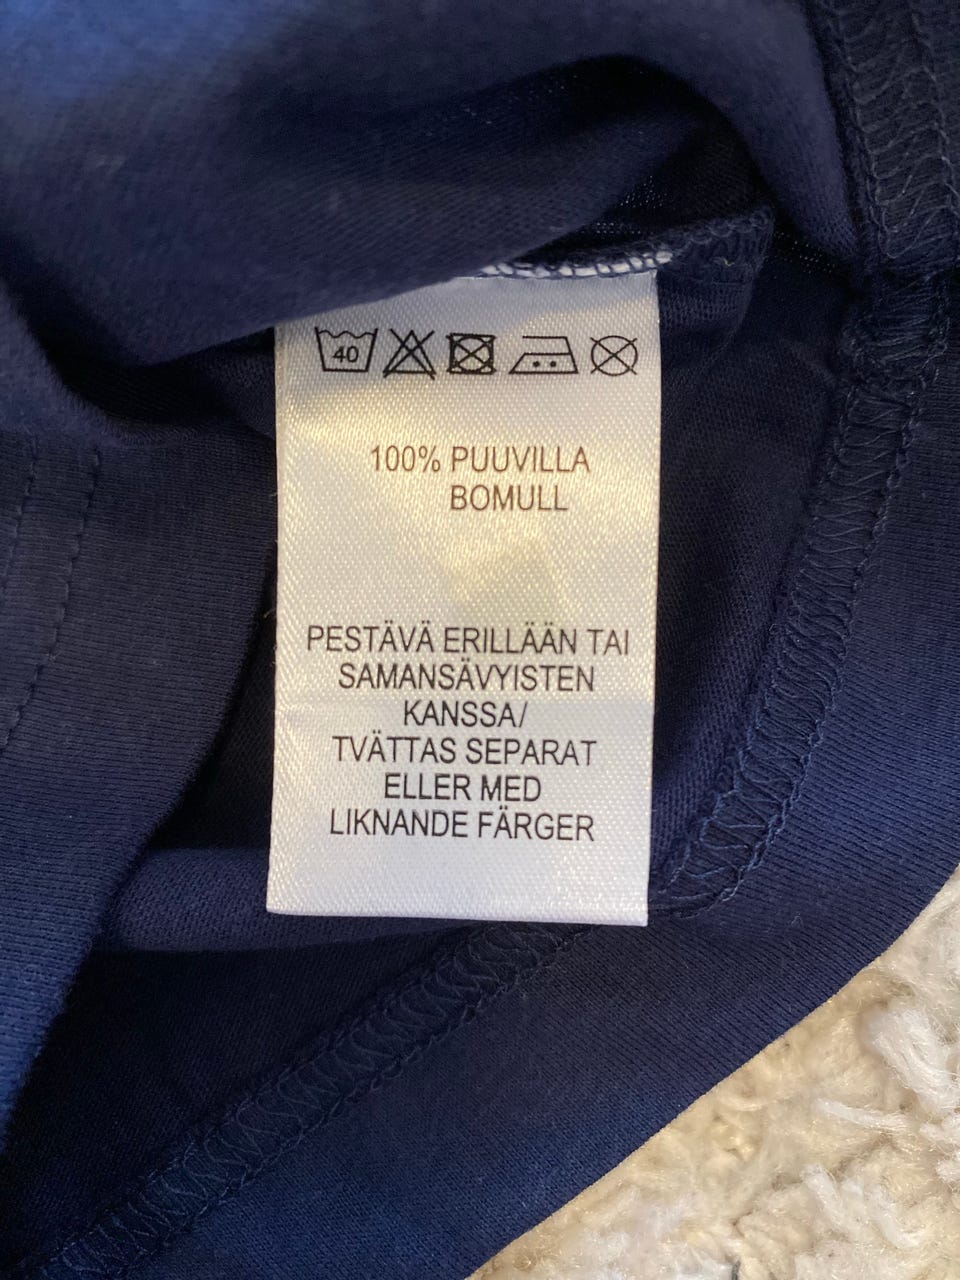 40
100% PUUVILLA
BOMULL
PESTÄVÄ ERILLÄÄN TAI
SAMANSÄVYISTEN
KANSSA/
TVÄTTAS SEPARAT
ELLER MED
LIKNANDE FÄRGER